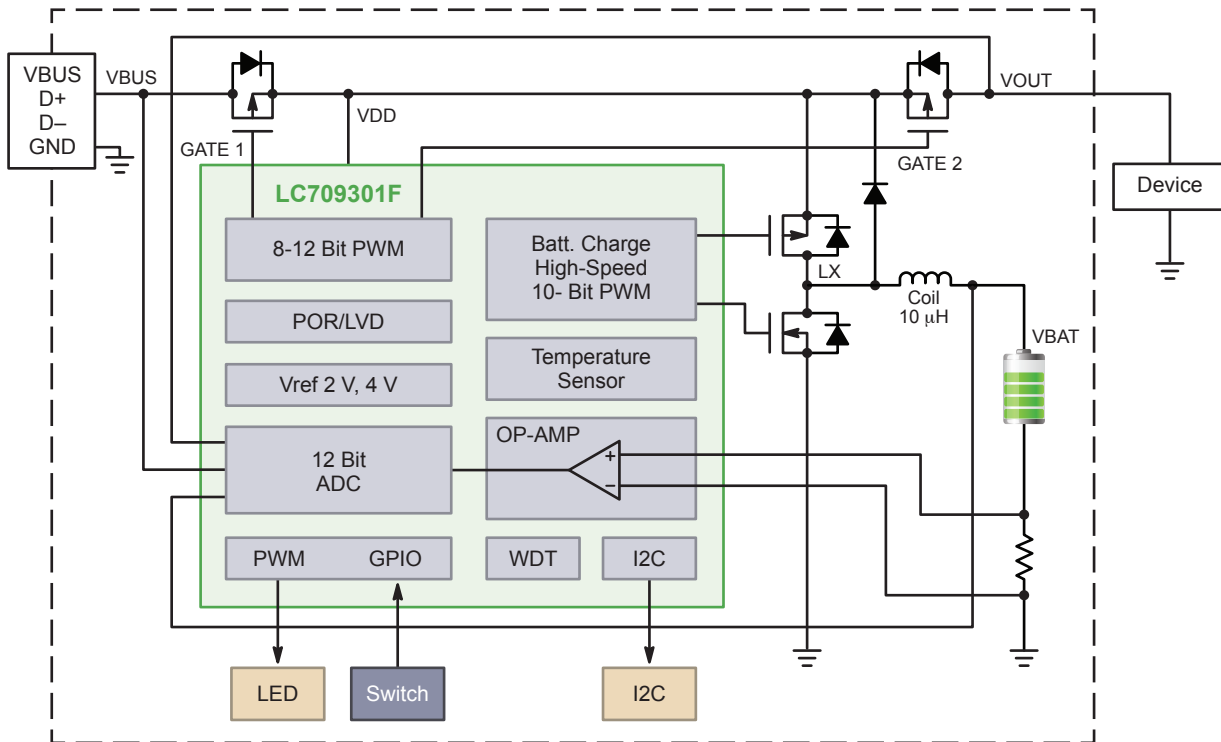 VBUS
D+
D–
GND
VBUS
GATE 1
VDD
VOUT
GATE 2
Device
LC709301F
8-12 Bit PWM
POR/LVD
Vref 2 V, 4 V
12 Bit
ADC
PWM
GPIO
Batt. Charge
High-Speed
10- Bit PWM
Temperature
Sensor
OP-AMP
+
–
WDT
I2C
LX
Coil
10 μH
VBAT
LED
Switch
I2C